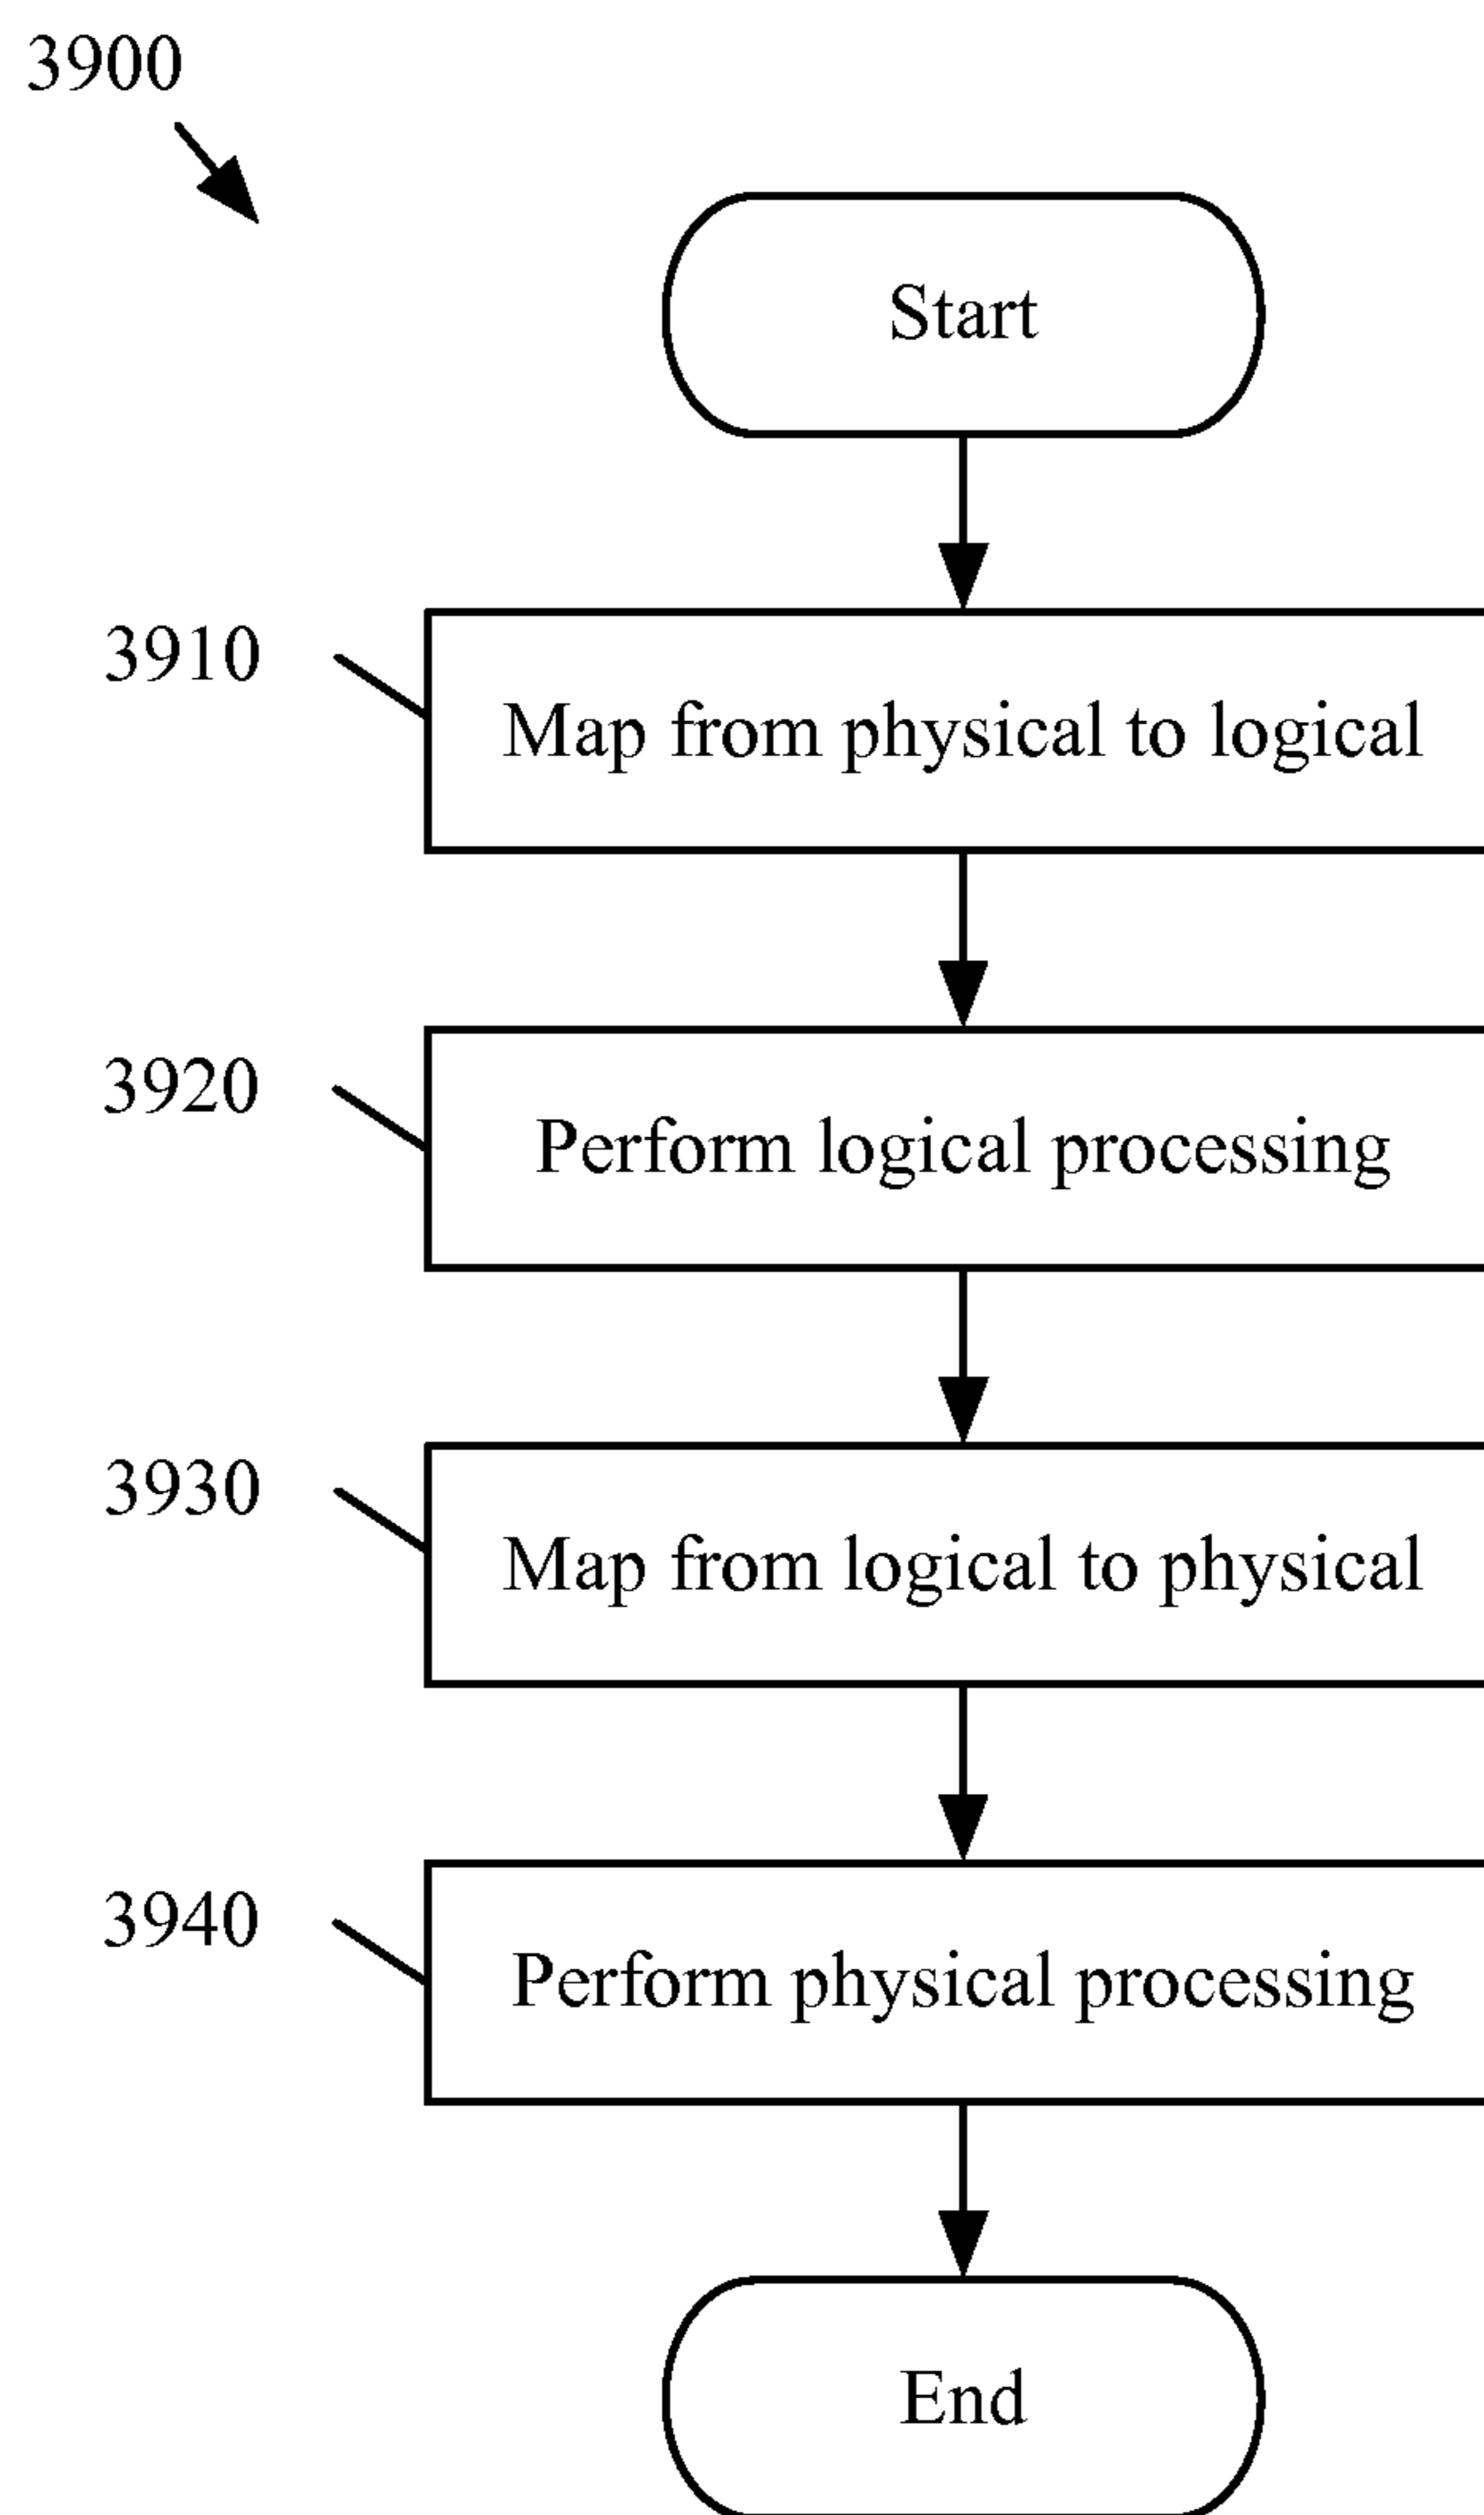 3900
Start
3910
Map from physical to logical
3920
Perform logical processing
3930
Map from logical to physical
3940
Perform physical processing
End